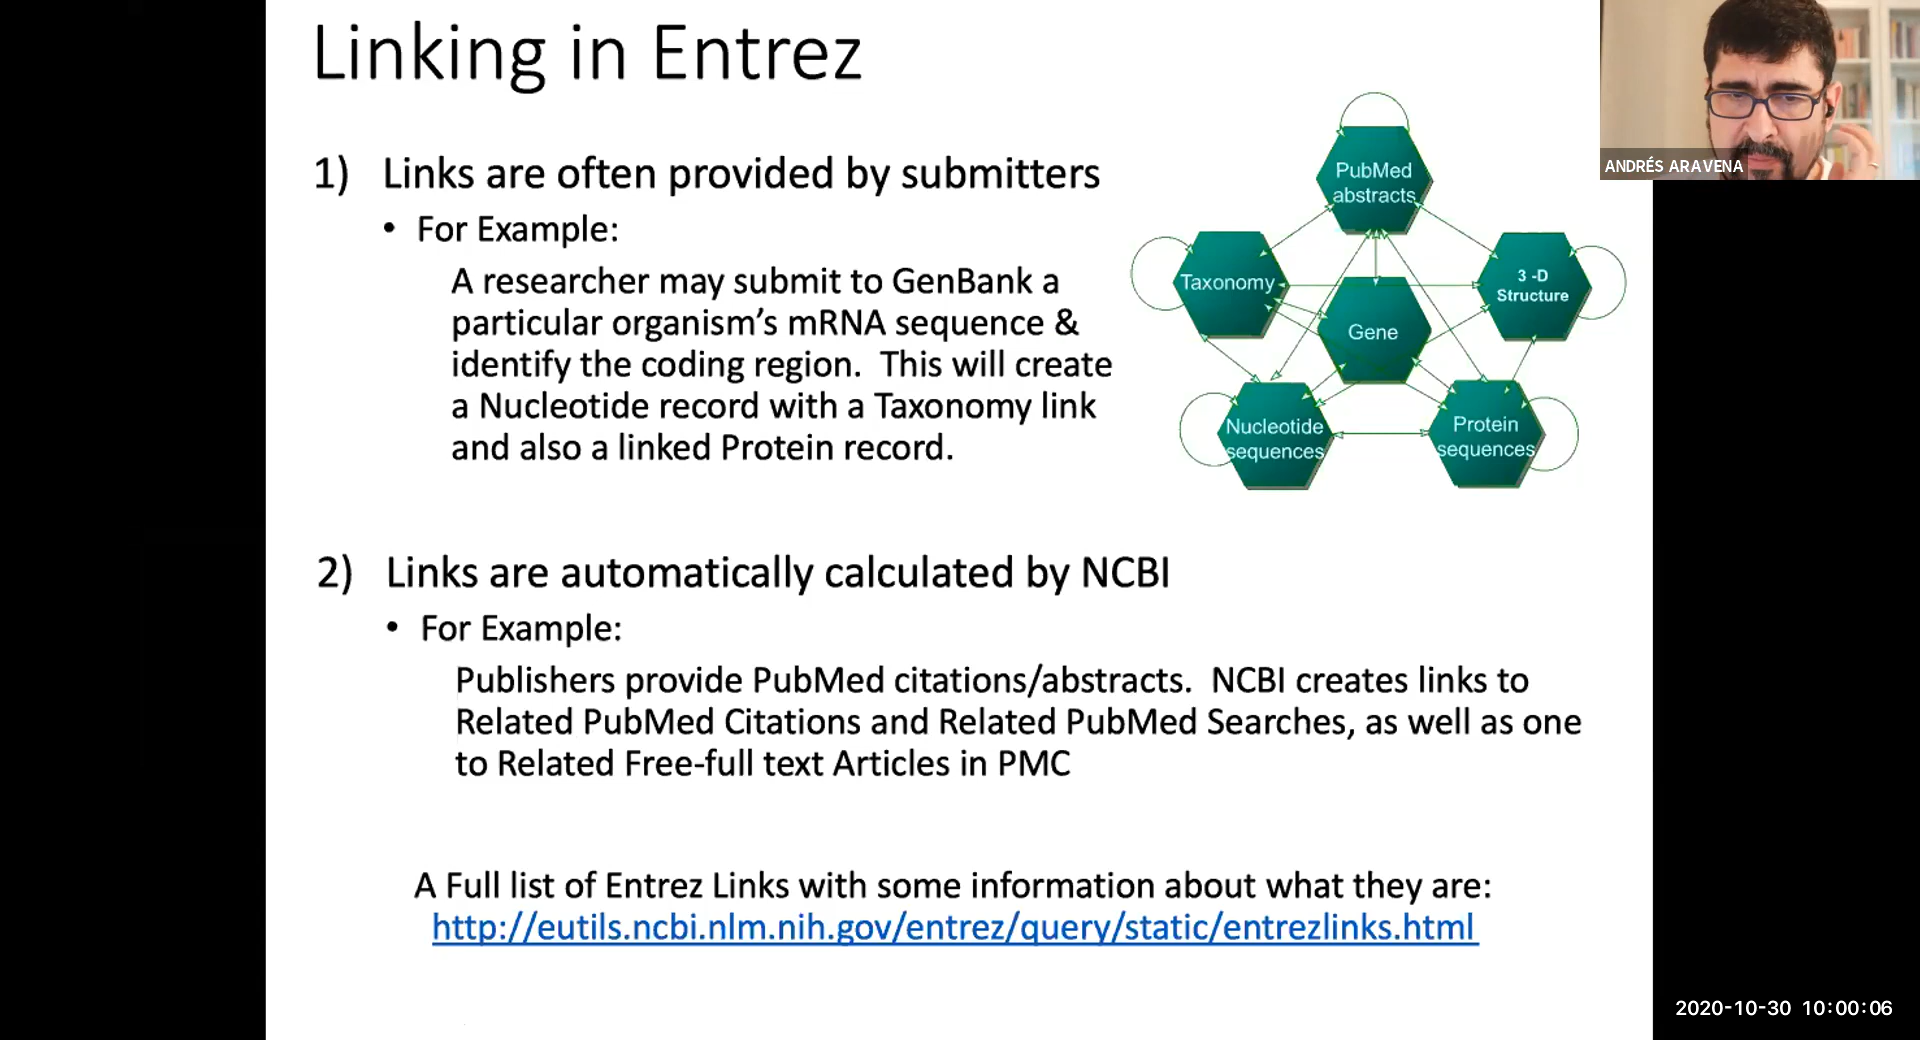 Linking in Entrez
1) Links are often provided by submitters
• For Example:
A researcher may submit to GenBank a
particular organism’s mRNA sequence &
identify the coding region.  This will create
a Nucleotide record with a Taxonomy link
and also a linked Protein record.
PubMed
abstracts
Taxonomy
3 -D
Structure
Gene
Nucleotide
sequences
Protein
sequences
2) Links are automatically calculated by NCBI
• For Example:
Publishers provide PubMed citations/abstracts.  NCBI creates links to
Related PubMed Citations and Related PubMed Searches, as well as one
to Related Free-full text Articles in PMC
A Full list of Entrez Links with some information about what they are:
http://eutils.ncbi.nlm.nih.gov/entrez/query/static/entrezlinks.html
ANDRÉS ARAVENA
2020-10-30 10:00:06